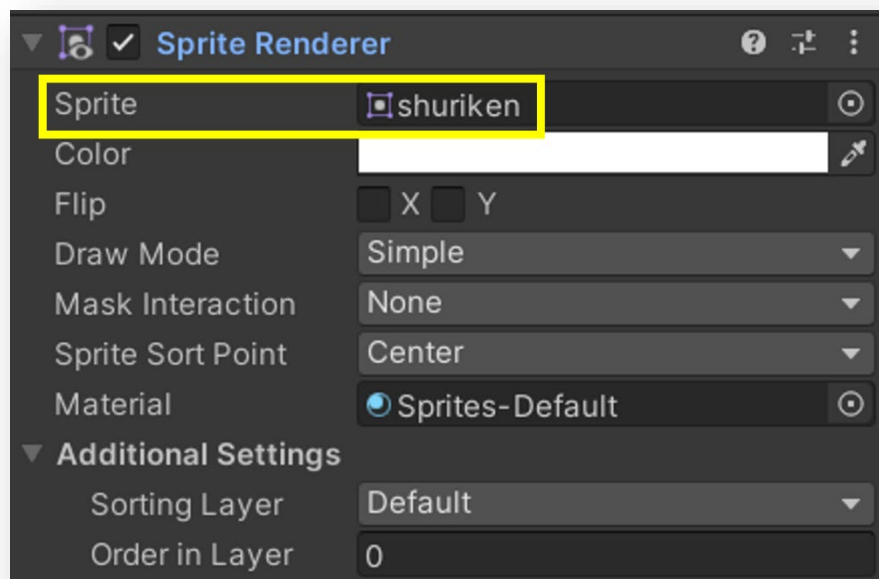 Sprite Renderer
Sprite shuriken
Color
Flip X Y
Draw Mode Simple
Mask Interaction None
Sprite Sort Point Center
Material Sprites-Default
Additional Settings
Sorting Layer Default
Order in Layer 0